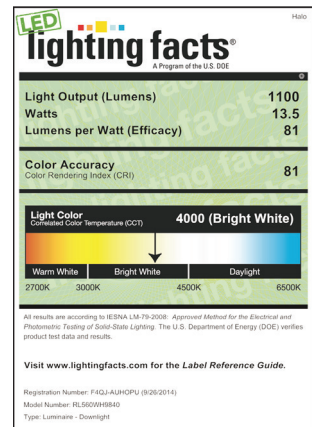 Halo
LED
lighting facts®
A Program of the U.S. DOE
Light Output (Lumens) 1100
Watts 13.5
Lumens per Watt (Efficacy) 81
Color Accuracy 81
Color Rendering Index (CRI)
Light Color 4000 (Bright White)
Correlated Color Temperature (CCT)
Warm White Bright White Daylight
2700K 3000K 4500K 6500K
All results are according to IESNA LM-79-2008: Approved Method for the Electrical and
Photometric Testing of Solid-State Lighting. The U.S. Department of Energy (DOE) verifies
product test data and results.
Visit www.lightingfacts.com for the Label Reference Guide.
Registration Number: F4QJ-AUHOPU (9/26/2014)
Model Number: RL560WH9840
Type: Luminaire - Downlight